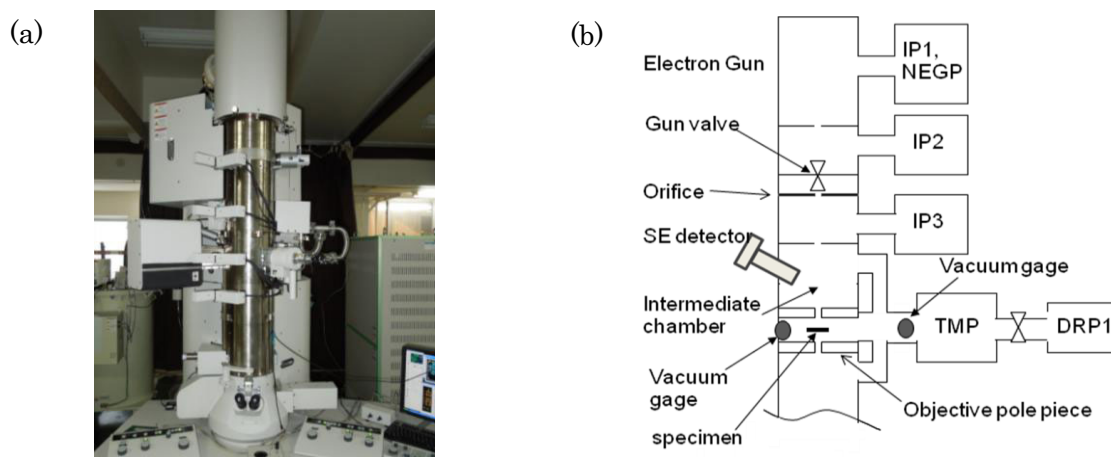 (a)
(b)
Electron Gun
IP1,
NEGP
Gun valve
IP2
Orifice
IP3
SE detector
Vacuum gage
Intermediate
chamber
TMP
DRP1
Vacuum
gage
Objective pole piece
specimen